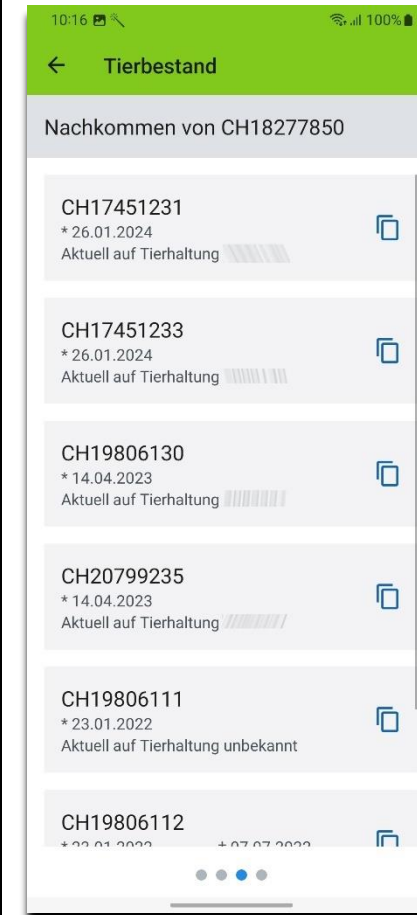 10:16 100%
Tierbestand
Nachkommen von CH18277850
CH17451231
* 26.01.2024
Aktuell auf Tierhaltung
CH17451233
* 26.01.2024
Aktuell auf Tierhaltung
CH19806130
* 14.04.2023
Aktuell auf Tierhaltung
CH20799235
* 14.04.2023
Aktuell auf Tierhaltung
CH19806111
* 23.01.2022
Aktuell auf Tierhaltung unbekannt
CH19806112